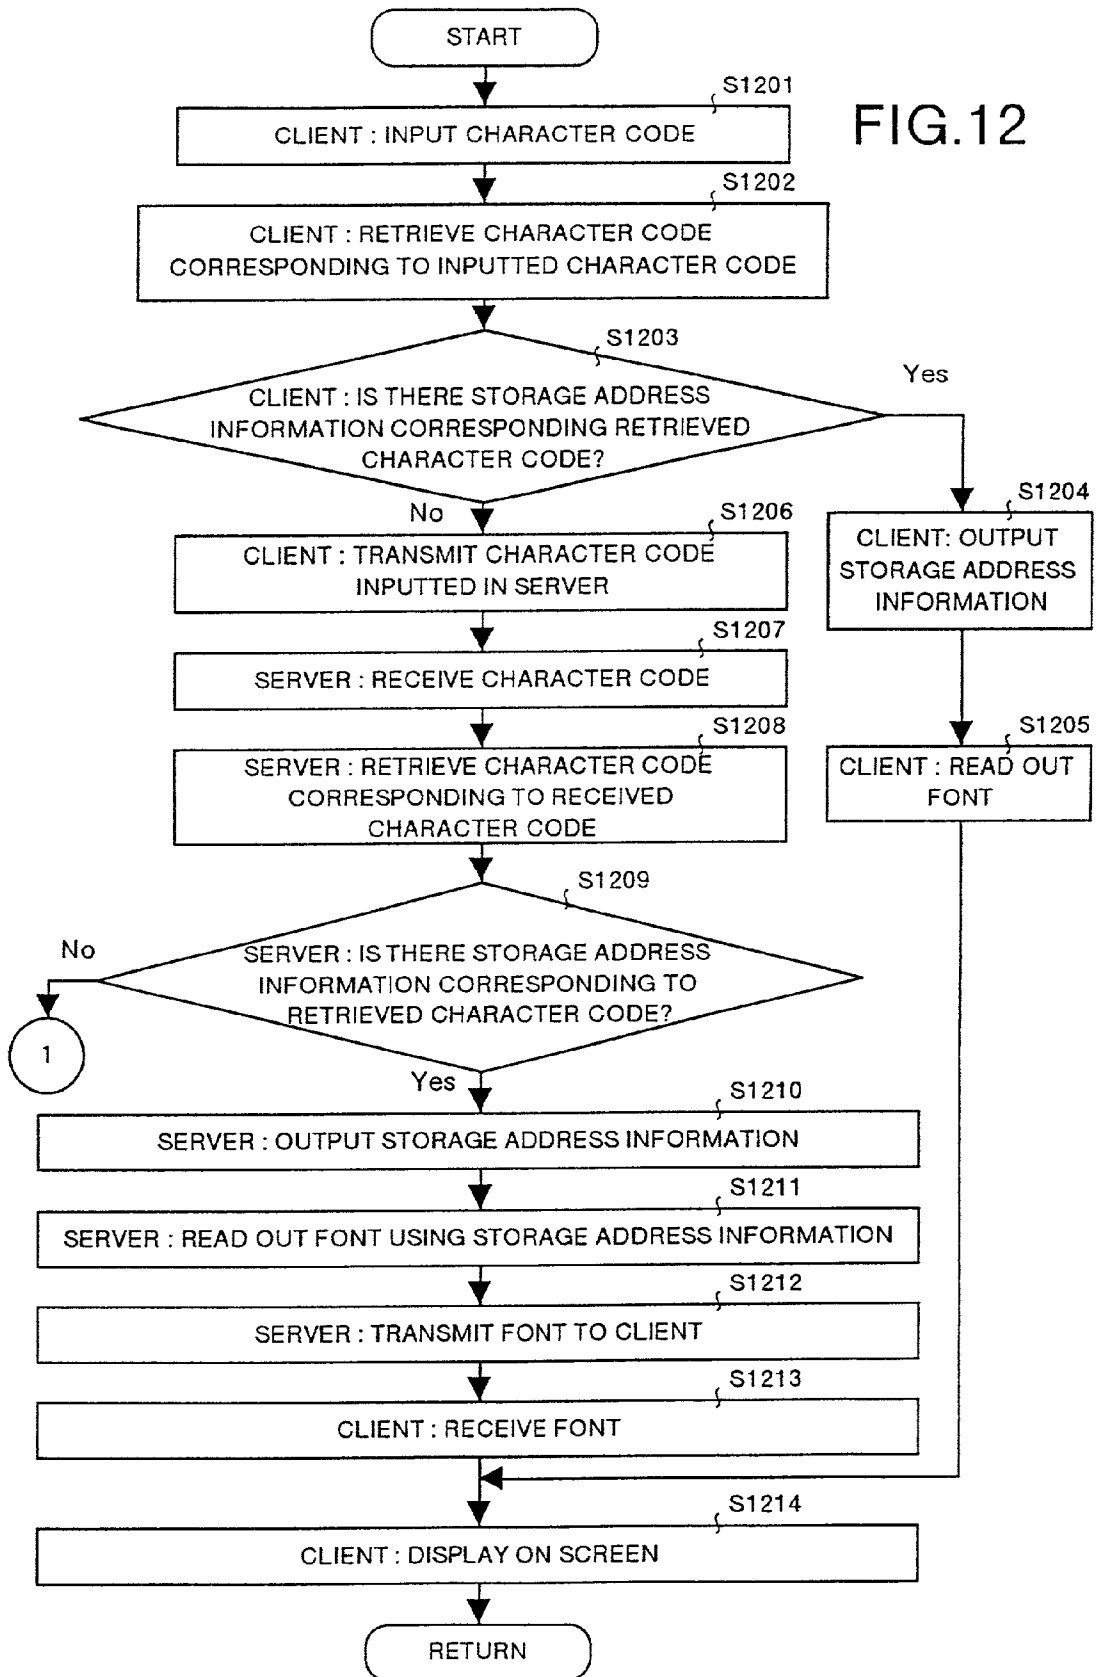 START
S1201
FIG.12
CLIENT : INPUT CHARACTER CODE
S1202
CLIENT : RETRIEVE CHARACTER CODE
CORRESPONDING TO INPUTTED CHARACTER CODE
S1203
Yes
CLIENT : IS THERE STORAGE ADDRESS
INFORMATION CORRESPONDING RETRIEVED
CHARACTER CODE?
No
S1206
CLIENT : TRANSMIT CHARACTER CODE
INPUTTED IN SERVER
S1204
CLIENT: OUTPUT
STORAGE ADDRESS
INFORMATION
S1207
SERVER : RECEIVE CHARACTER CODE
S1208
SERVER : RETRIEVE CHARACTER CODE
CORRESPONDING TO RECEIVED
CHARACTER CODE
S1205
CLIENT : READ OUT
FONT
S1209
No
SERVER : IS THERE STORAGE ADDRESS
INFORMATION CORRESPONDING TO
RETRIEVED CHARACTER CODE?
1
Yes
S1210
SERVER : OUTPUT STORAGE ADDRESS INFORMATION
S1211
SERVER : READ OUT FONT USING STORAGE ADDRESS INFORMATION
S1212
SERVER : TRANSMIT FONT TO CLIENT
S1213
CLIENT : RECEIVE FONT
S1214
CLIENT : DISPLAY ON SCREEN
RETURN